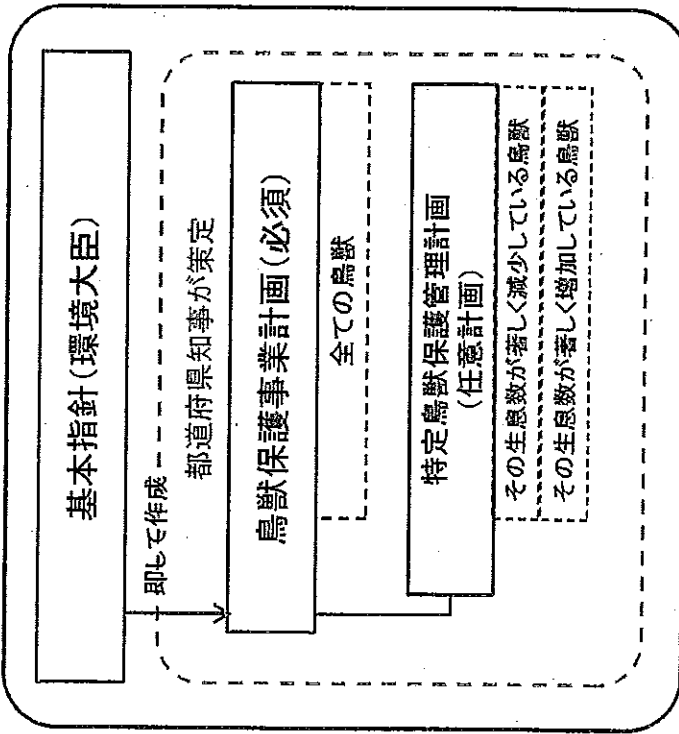 基本指針(環境大臣)
即して作成
都道府県知事が策定
鳥獣保護事業計画(必須)
全ての鳥獣
特定鳥獣保護管理計画
(任意計画)
その生息数が著しく減少している鳥獣
その生息数が著しく増加している鳥獣